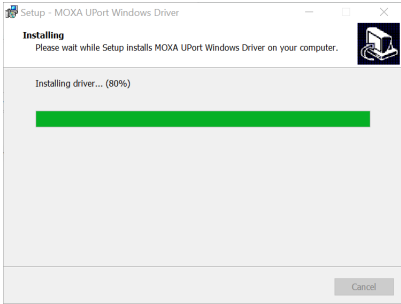 Setup - MOXA UPort Windows Driver
Installing
Please wait while Setup installs MOXA UPort Windows Driver on your computer.
Installing driver... (80%)
Cancel